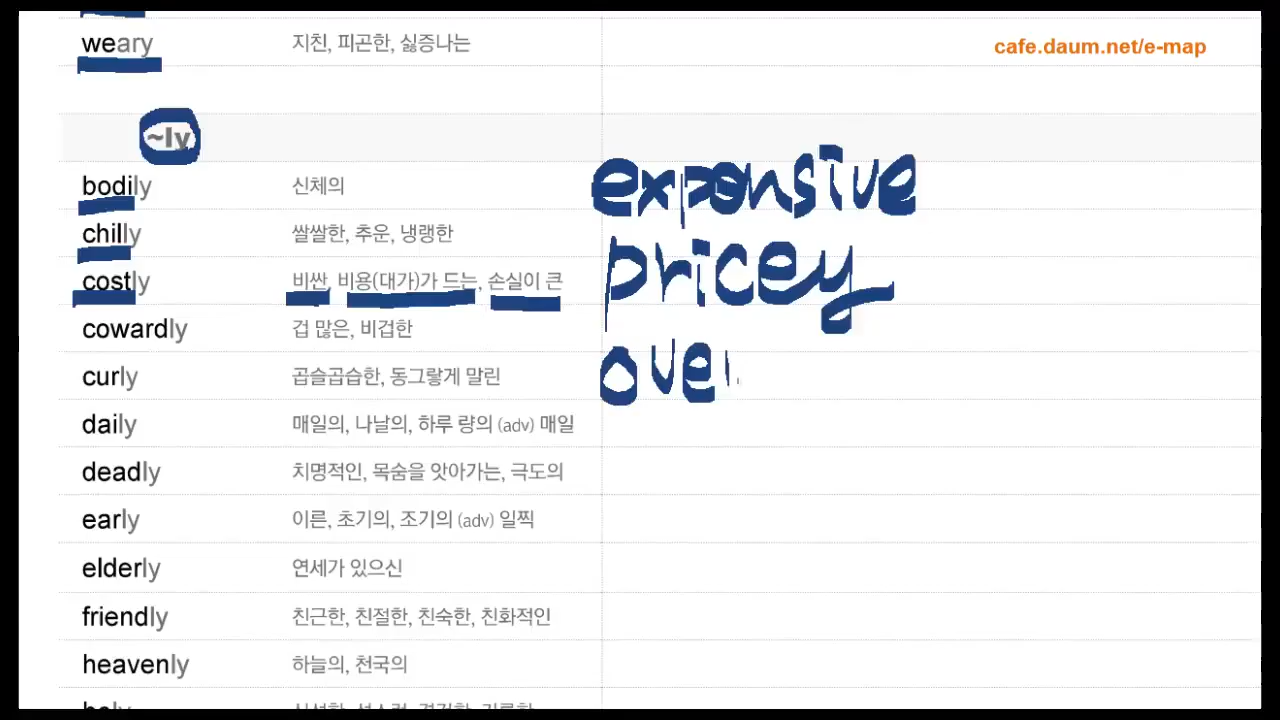 weary 지친, 피곤한, 싫증나는
cafe.daum.net/e-map
~ly
bodily 신체의
expensive
chilly 쌀쌀한, 추운, 냉랭한
pricey
costly 비싼, 비용(대가)가 드는, 손실이 큰
cowardly 겁 많은, 비겁한
over
curly 곱슬곱습한, 동그랗게 말린
daily 매일의, 나날의, 하루 량의 (adv) 매일
deadly 치명적인, 목숨을 앗아가는, 극도의
early 이른, 초기의, 조기의 (adv) 일찍
elderly 연세가 있으신
friendly 친근한, 친절한, 친숙한, 친화적인
heavenly 하늘의, 천국의
holy